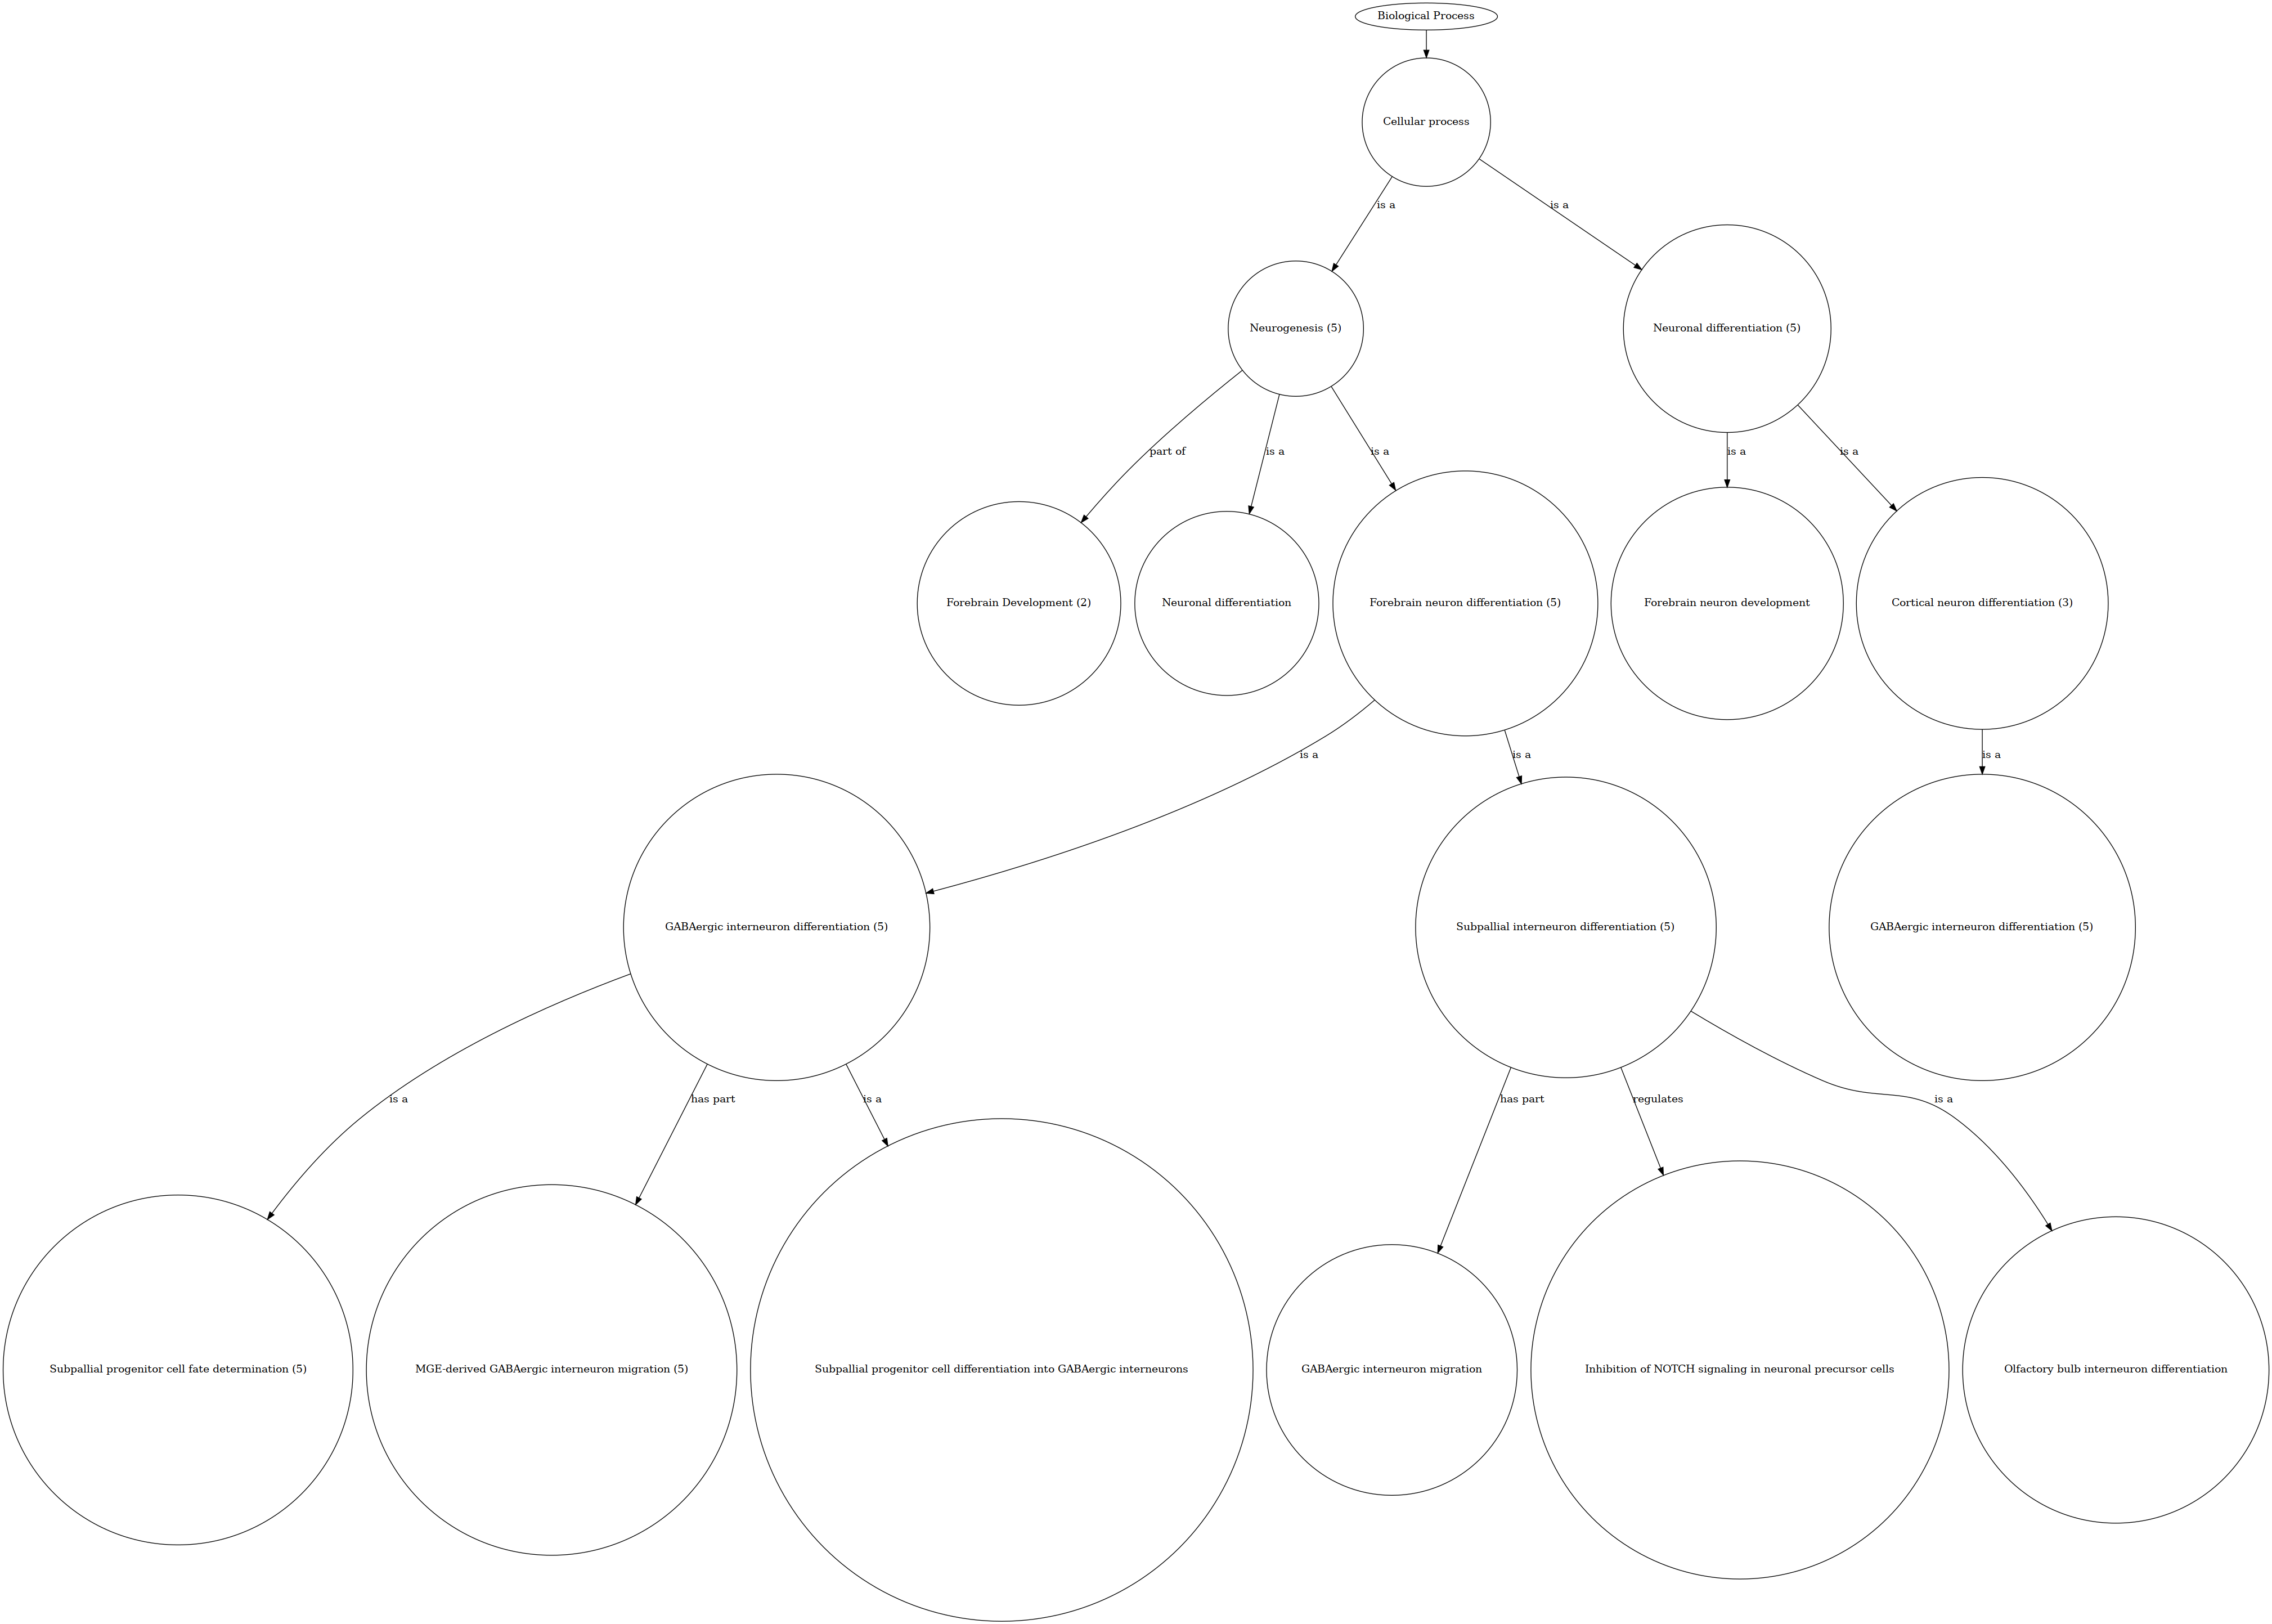 Biological Process
Cellular process
is a
is a
Neurogenesis (5)
Neuronal differentiation (5)
part of
is a
is a
is a
is a
Forebrain Development (2)
Neuronal differentiation
Forebrain neuron differentiation (5)
Forebrain neuron development
Cortical neuron differentiation (3)
is a
is a
is a
GABAergic interneuron differentiation (5)
Subpallial interneuron differentiation (5)
GABAergic interneuron differentiation (5)
is a
has part
is a
has part
regulates
is a
Subpallial progenitor cell fate determination (5)
MGE-derived GABAergic interneuron migration (5)
Subpallial progenitor cell differentiation into GABAergic interneurons
GABAergic interneuron migration
Inhibition of NOTCH signaling in neuronal precursor cells
Olfactory bulb interneuron differentiation